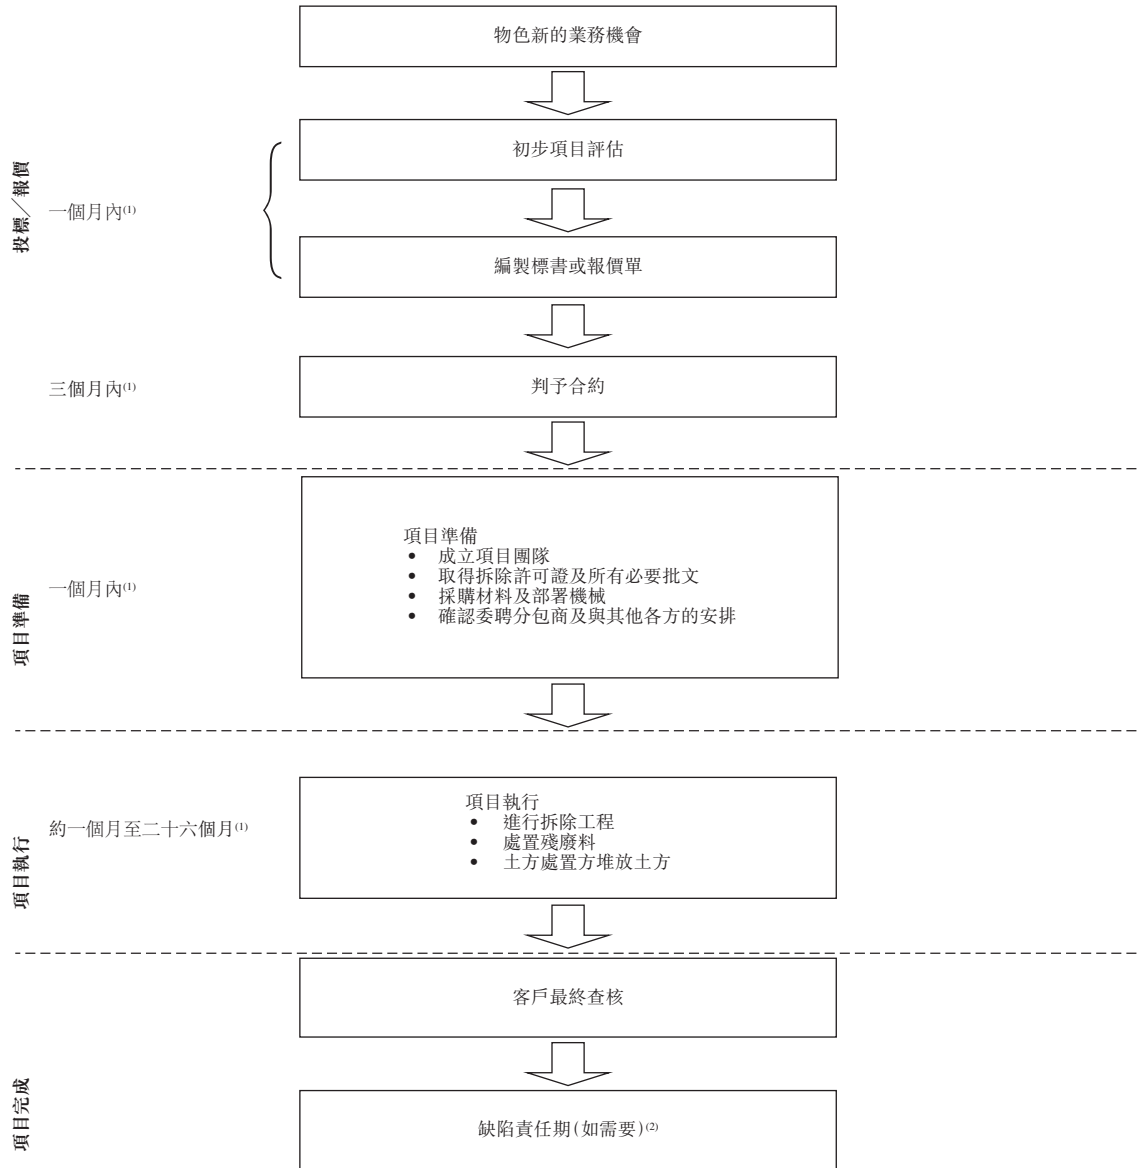 物色新的業務機會
投標／報價
初步項目評估
一個月內(1)
編製標書或報價單
三個月內(1)
判予合約
項目準備
一個月內(1)
項目準備
• 成立項目團隊
• 取得拆除許可證及所有必要批文
• 採購材料及部署機械
• 確認委聘分包商及與其他各方的安排
項目執行
約一個月至二十六個月(1)
項目執行
• 進行拆除工程
• 處置殘廢料
• 土方處置方堆放土方
項目完成
客戶最終查核
缺陷責任期(如需要)(2)